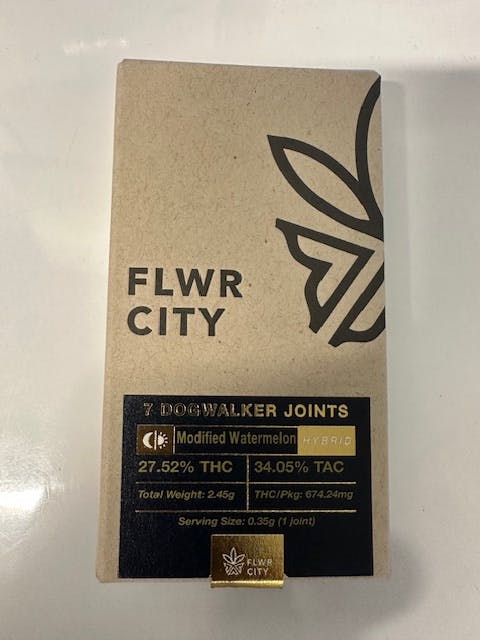 FLWR
CITY
7 DOGWALKER JOINTS
Modified Watermelon HYBRID
27.52% THC 34.05% TAC
Total Weight: 2.45g THC/Pkg: 674.24mg
Serving Size: 0.35g (1 joint)
FLWR
CITY